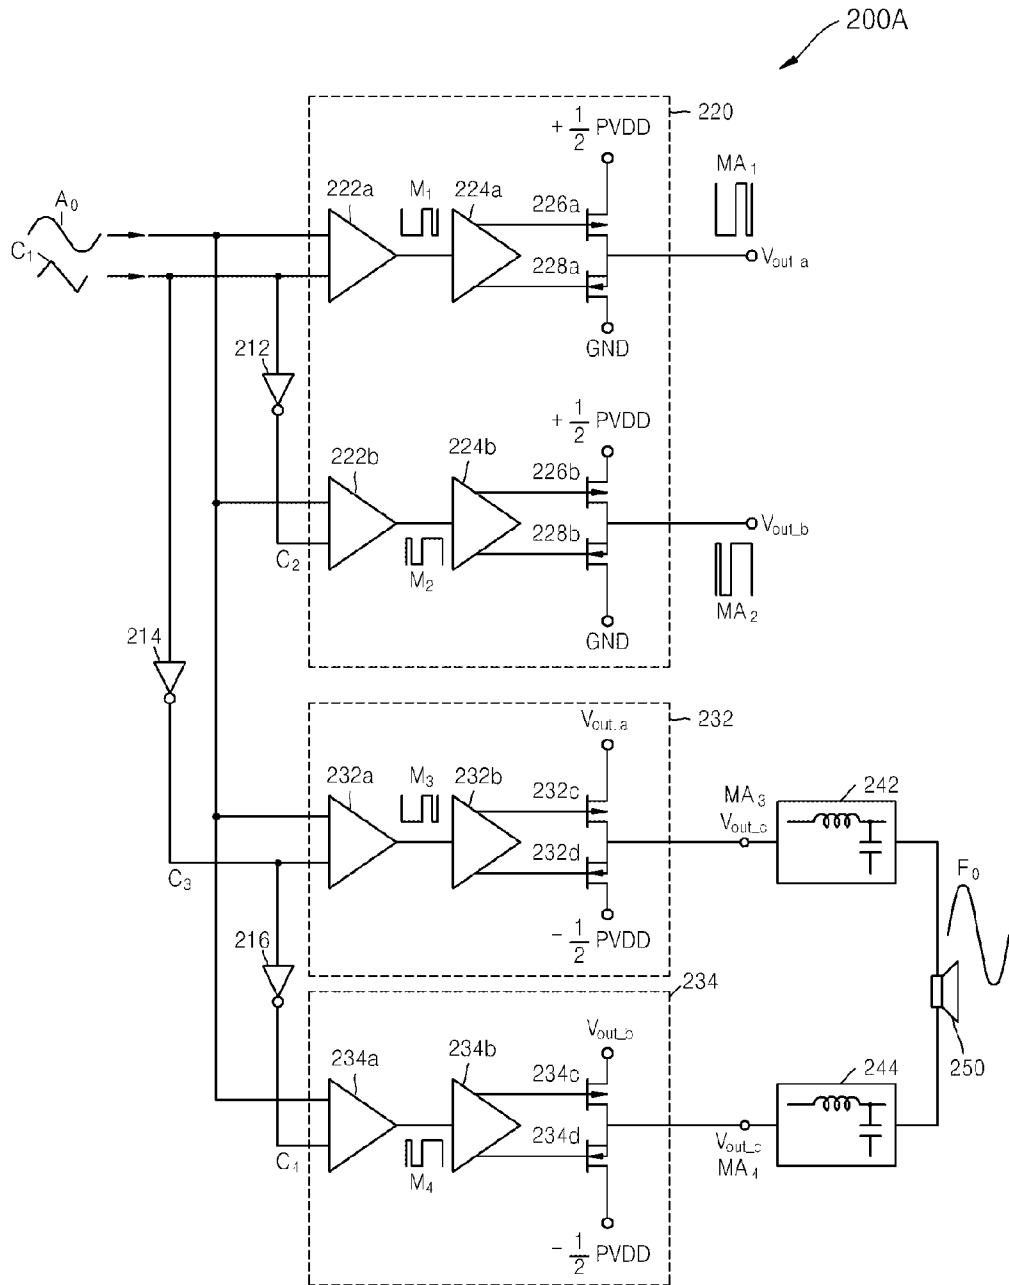 200A
220
+ 1/2 PVDD
MA1
222a
M1
224a
226a
A0
C1
228a
Vout_a
GND
212
+ 1/2 PVDD
222b
224b
226b
228b
Vout_b
C2
M2
MA2
GND
214
232
Vout_a
232a
M3
232b
232c
MA3
Vout_c
242
232d
C3
F0
216
- 1/2 PVDD
234
Vout_b
234a
234b
234c
244
250
234d
C4
M4
Vout_c
MA4
- 1/2 PVDD